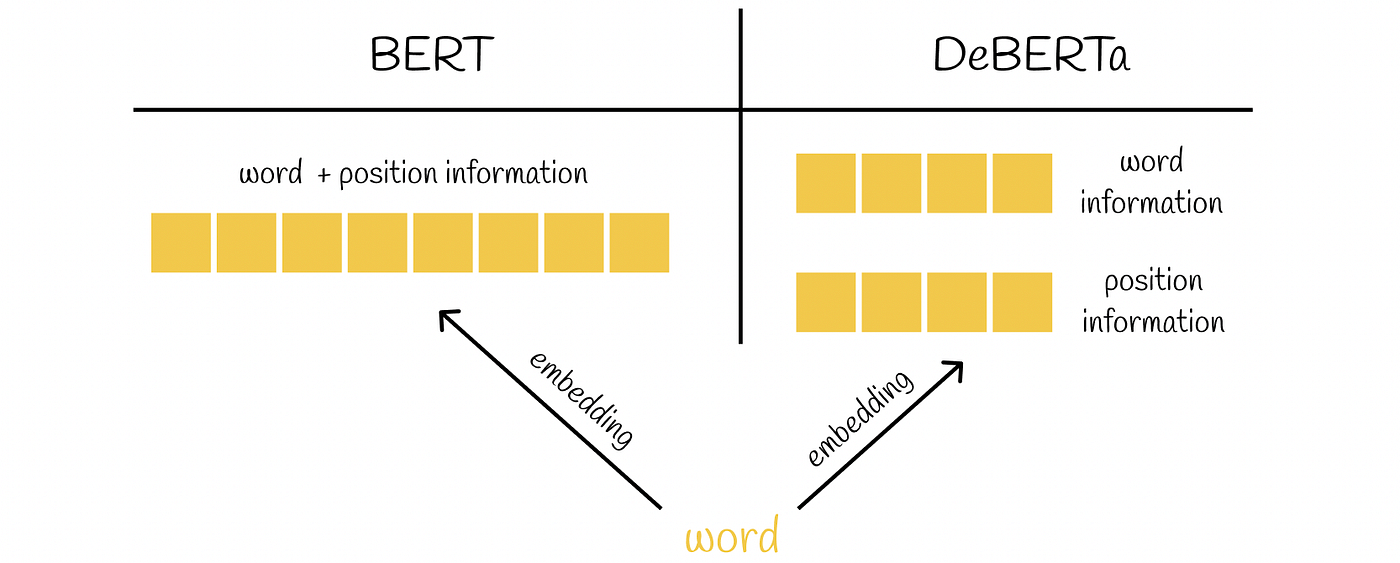 BERT
DeBERTa
word + position information
word
information
position
information
embedding
embedding
word